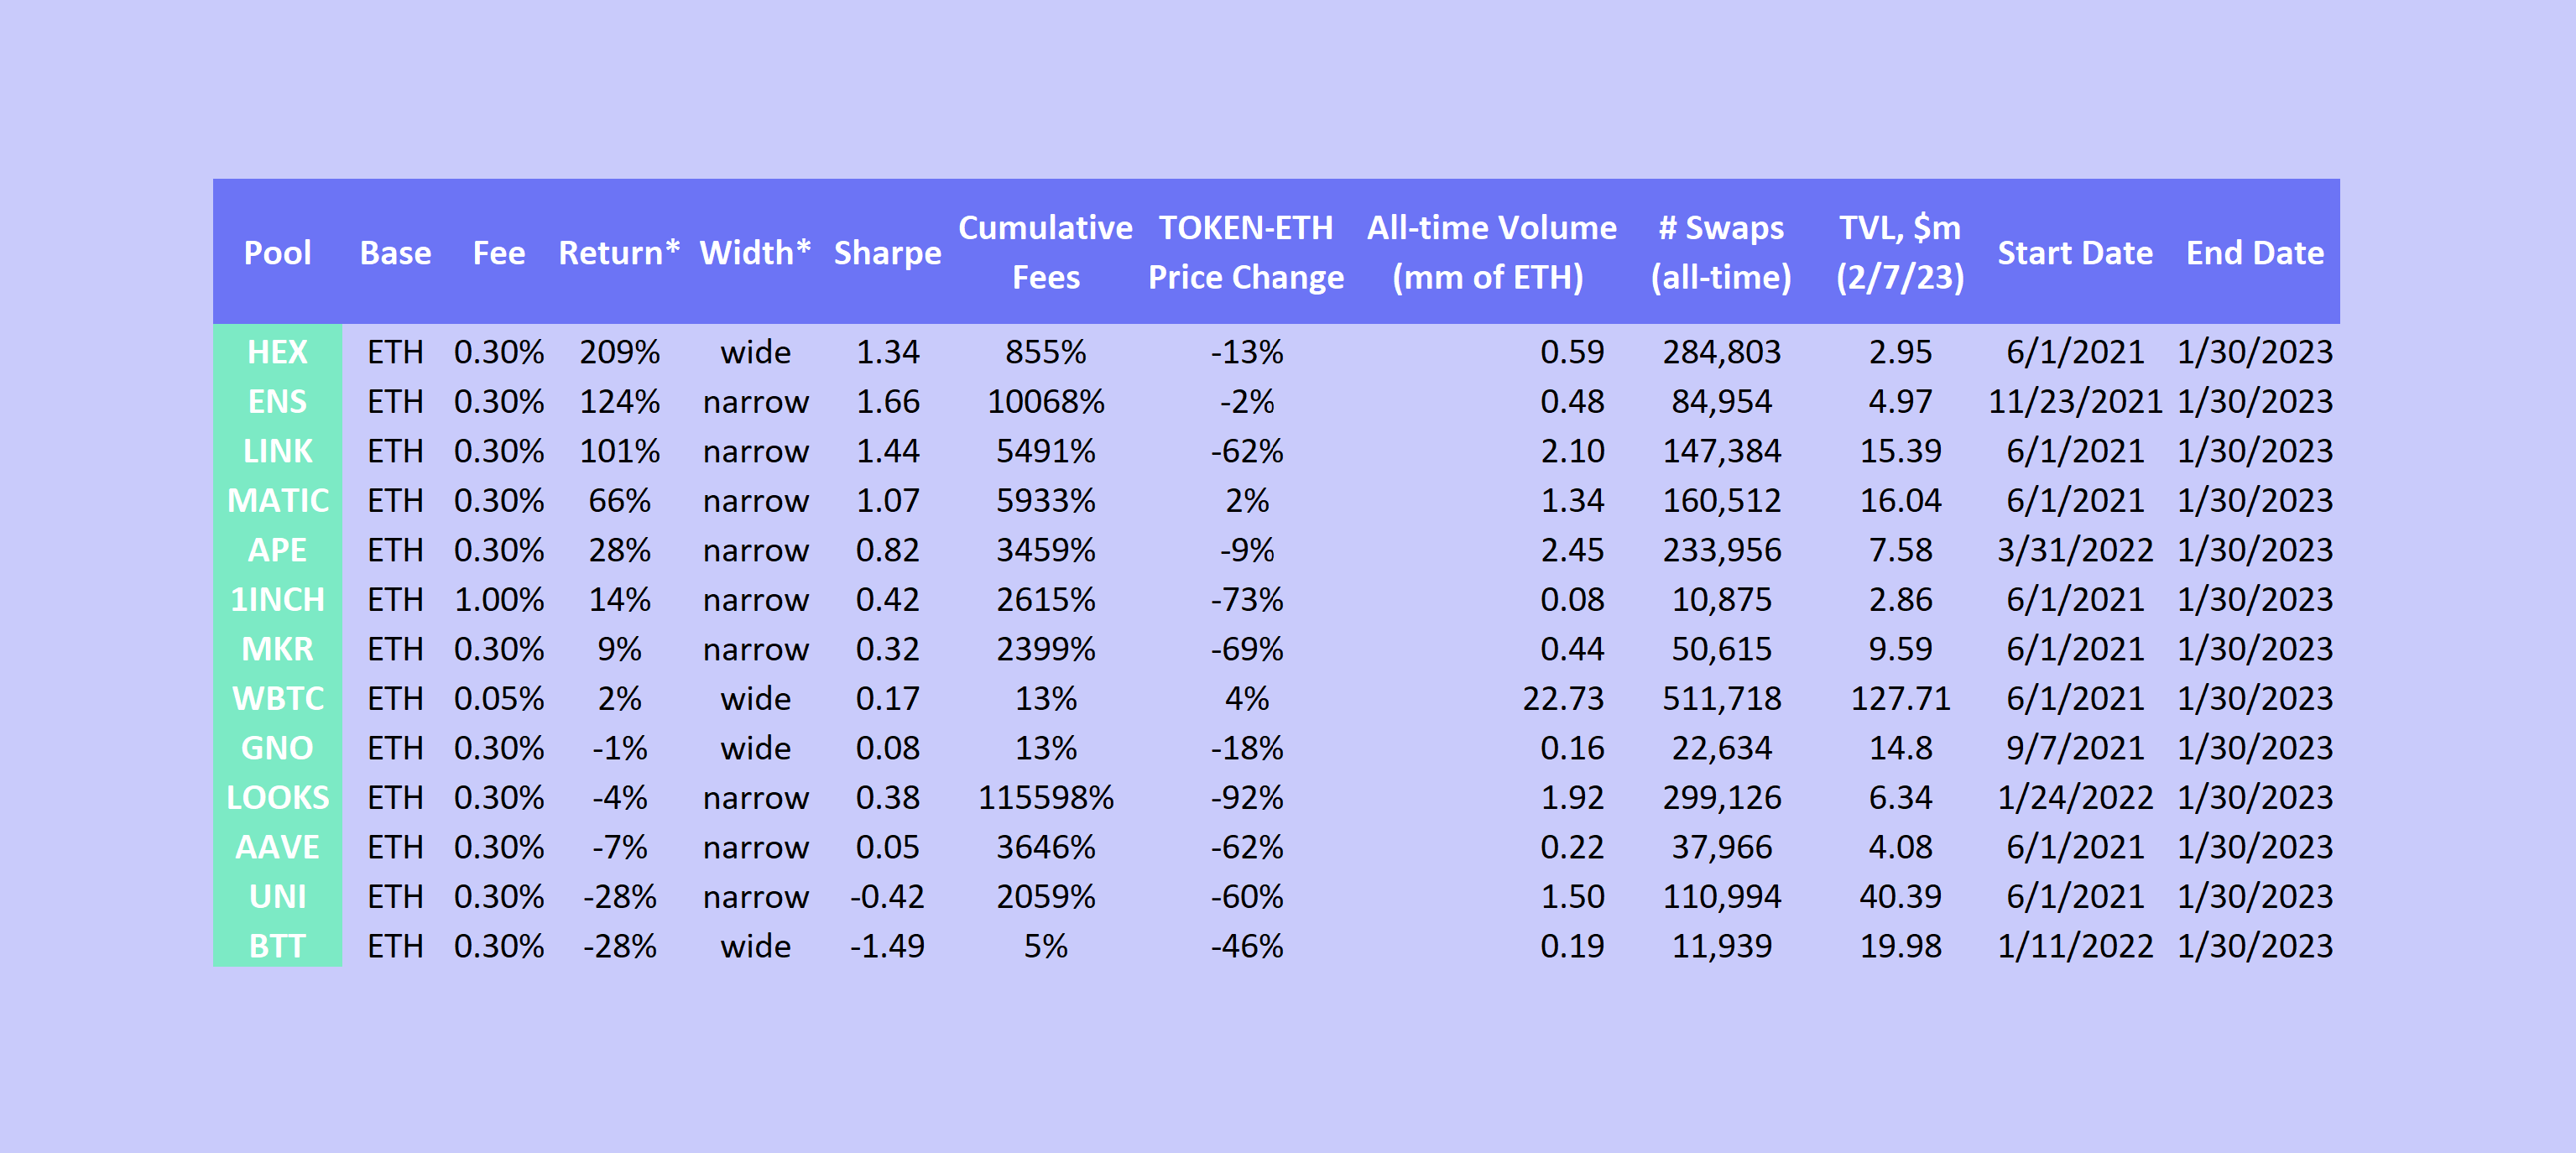 Pool Base Fee Return* Width* Sharpe Cumulative Fees TOKEN-ETH Price Change All-time Volume (mm of ETH) # Swaps (all-time) TVL, $m (2/7/23) Start Date End Date
HEX ETH 0.30% 209% wide 1.34 855% -13% 0.59 284,803 2.95 6/1/2021 1/30/2023
ENS ETH 0.30% 124% narrow 1.66 10068% -2% 0.48 84,954 4.97 11/23/2021 1/30/2023
LINK ETH 0.30% 101% narrow 1.44 5491% -62% 2.10 147,384 15.39 6/1/2021 1/30/2023
MATIC ETH 0.30% 66% narrow 1.07 5933% 2% 1.34 160,512 16.04 6/1/2021 1/30/2023
APE ETH 0.30% 28% narrow 0.82 3459% -9% 2.45 233,956 7.58 3/31/2022 1/30/2023
1INCH ETH 1.00% 14% narrow 0.42 2615% -73% 0.08 10,875 2.86 6/1/2021 1/30/2023
MKR ETH 0.30% 9% narrow 0.32 2399% -69% 0.44 50,615 9.59 6/1/2021 1/30/2023
WBTC ETH 0.05% 2% wide 0.17 13% 4% 22.73 511,718 127.71 6/1/2021 1/30/2023
GNO ETH 0.30% -1% wide 0.08 13% -18% 0.16 22,634 14.8 9/7/2021 1/30/2023
LOOKS ETH 0.30% -4% narrow 0.38 115598% -92% 1.92 299,126 6.34 1/24/2022 1/30/2023
AAVE ETH 0.30% -7% narrow 0.05 3646% -62% 0.22 37,966 4.08 6/1/2021 1/30/2023
UNI ETH 0.30% -28% narrow -0.42 2059% -60% 1.50 110,994 40.39 6/1/2021 1/30/2023
BTT ETH 0.30% -28% wide -1.49 5% -46% 0.19 11,939 19.98 1/11/2022 1/30/2023